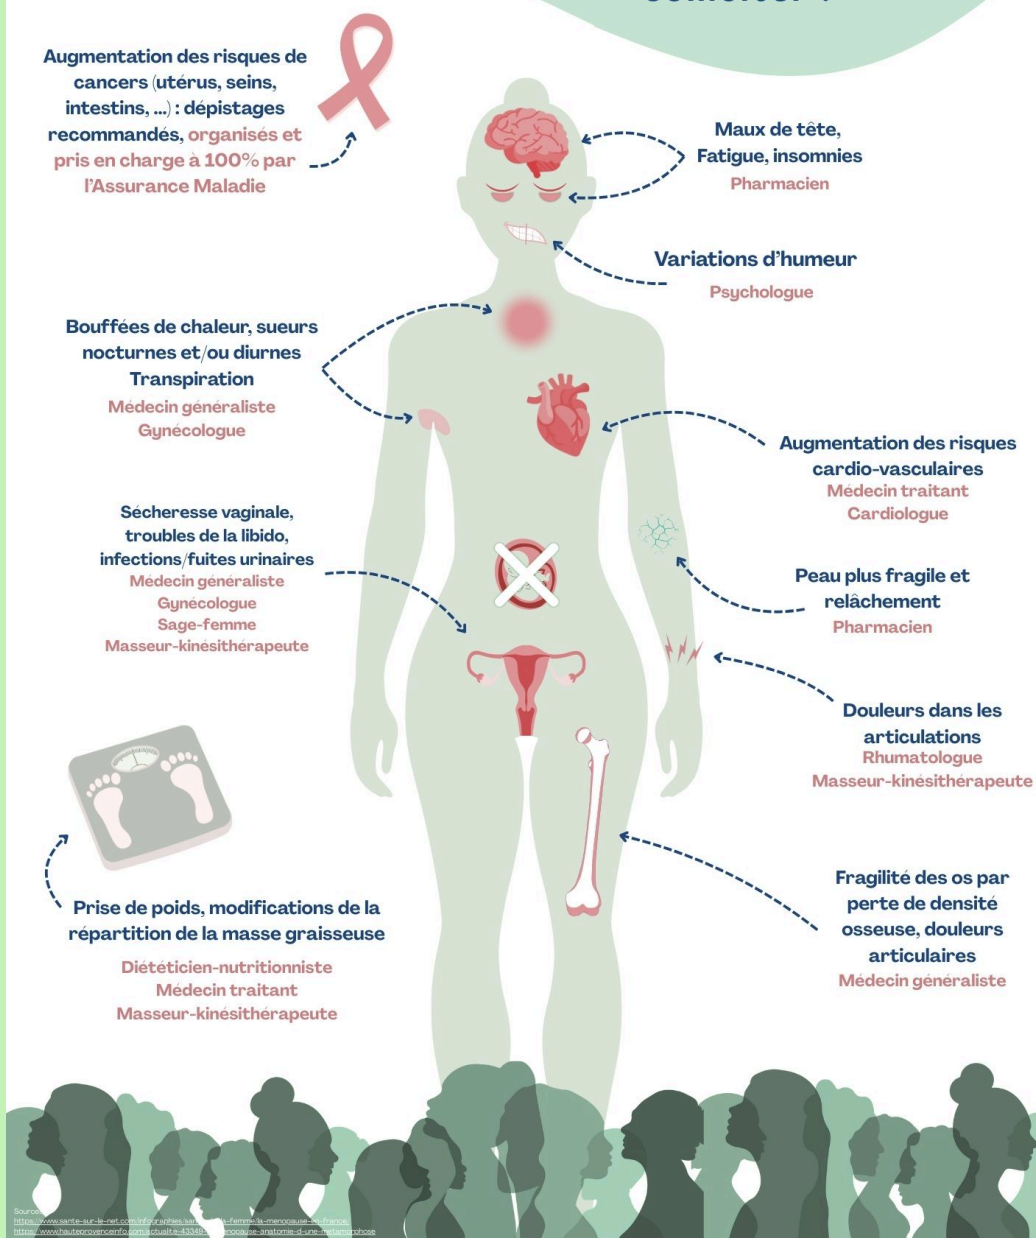 Augmentation des risques de
cancers (utérus, seins,
intestins, ...) : dépistages
recommandés, organisés et
pris en charge à 100% par
l'Assurance Maladie
Maux de tête,
Fatigue, insomnies
Pharmacien
Variations d'humeur
Psychologue
Bouffées de chaleur, sueurs
nocturnes et/ou diurnes
Transpiration
Médecin généraliste
Gynécologue
Augmentation des risques
cardio-vasculaires
Médecin traitant
Cardiologue
Sécheresse vaginale,
troubles de la libido,
infections/fuites urinaires
Médecin généraliste
Gynécologue
Sage-femme
Masseur-kinésithérapeute
Peau plus fragile et
relâchement
Pharmacien
Douleurs dans les
articulations
Rhumatologue
Masseur-kinésithérapeute
Prise de poids, modifications de la
répartition de la masse graisseuse
Diététicien-nutritionniste
Médecin traitant
Masseur-kinésithérapeute
Fragilité des os par
perte de densité
osseuse, douleurs
articulaires
Médecin généraliste